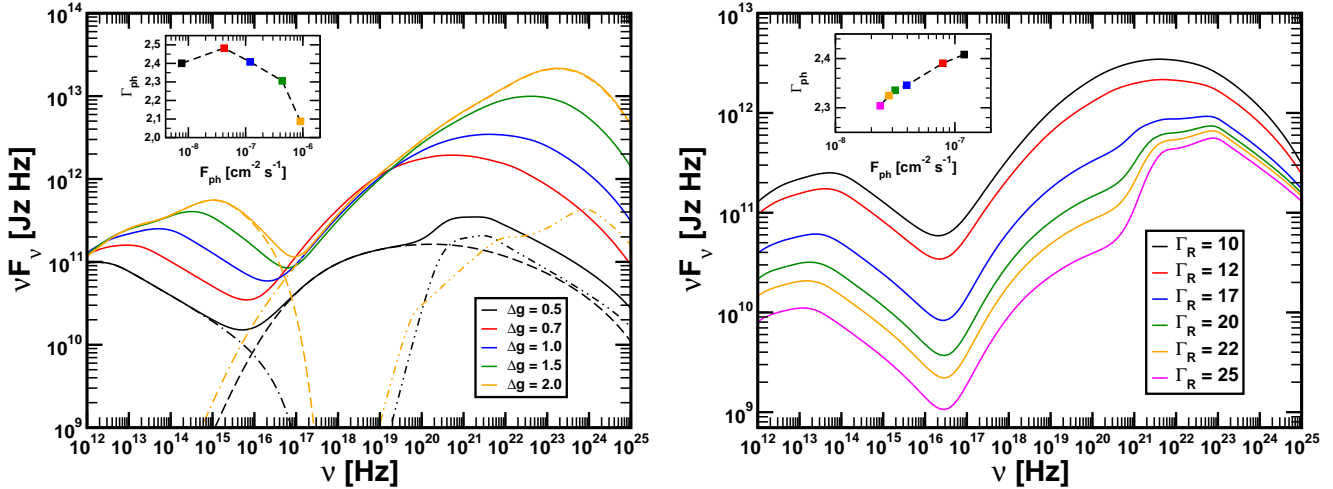 10^14
10^13
10^12
10^11
10^10
10^9
νF_ν [Jz Hz]
10^12 10^13 10^14 10^15 10^16 10^17 10^18 10^19 10^20 10^21 10^22 10^23 10^24 10^25
ν [Hz]
2,5
2,4
2,3
2,2
2,1
2,0
Γ_ph
10^-8 10^-7 10^-6
F_ph [cm^-2 s^-1]
Δg = 0.5
Δg = 0.7
Δg = 1.0
Δg = 1.5
Δg = 2.0
10^13
10^12
10^11
10^10
10^9
νF_ν [Jz Hz]
10^12 10^13 10^14 10^15 10^16 10^17 10^18 10^19 10^20 10^21 10^22 10^23 10^24 10^25
ν [Hz]
2,4
2,3
Γ_ph
10^-8 10^-7
F_ph [cm^-2 s^-1]
Γ_R = 10
Γ_R = 12
Γ_R = 17
Γ_R = 20
Γ_R = 22
Γ_R = 25